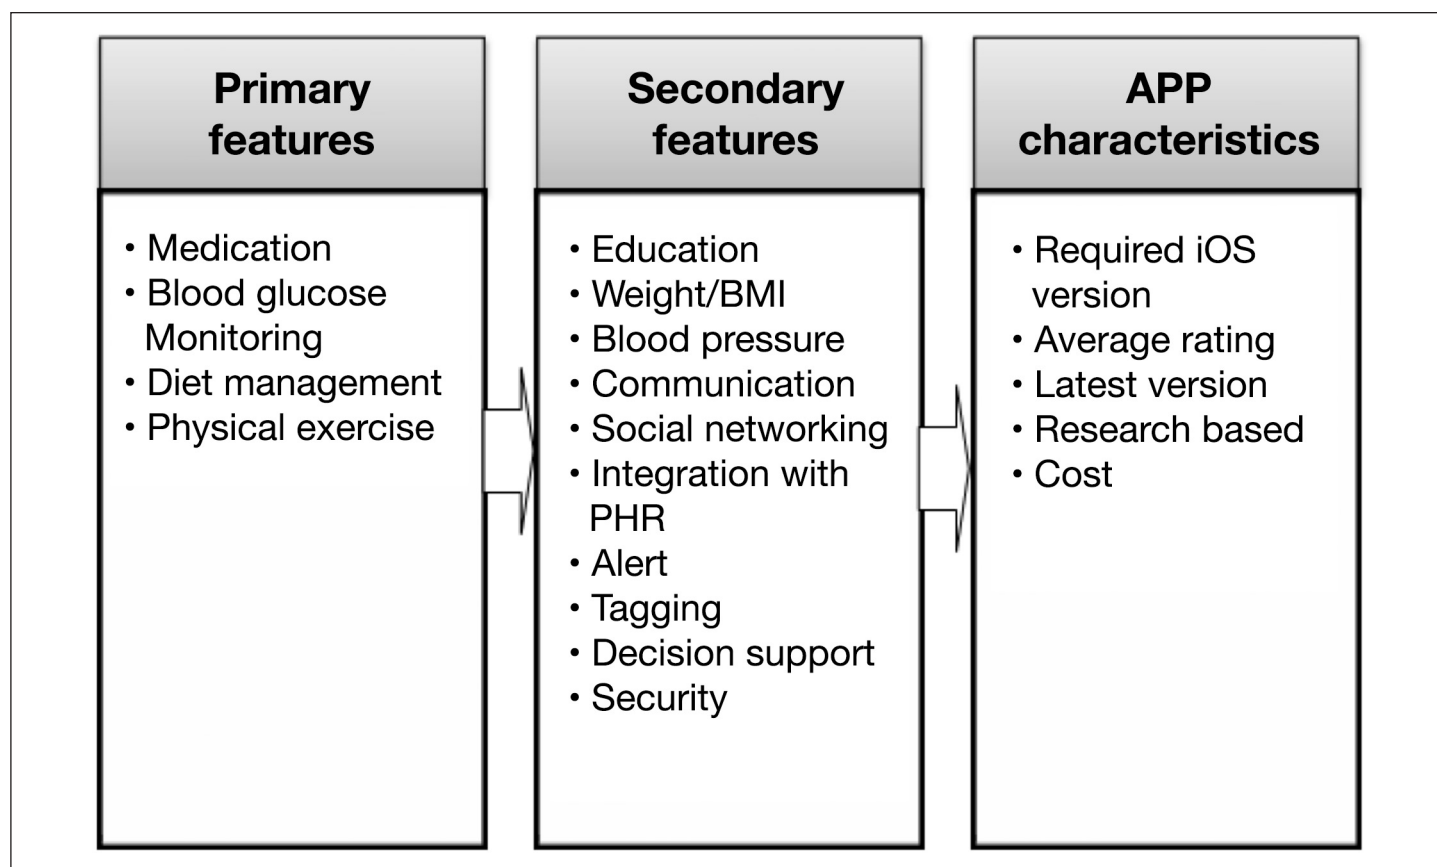 Primary
features
• Medication
• Blood glucose
Monitoring
• Diet management
• Physical exercise
Secondary
features
• Education
• Weight/BMI
• Blood pressure
• Communication
• Social networking
• Integration with
PHR
• Alert
• Tagging
• Decision support
• Security
APP
characteristics
• Required iOS
version
• Average rating
• Latest version
• Research based
• Cost